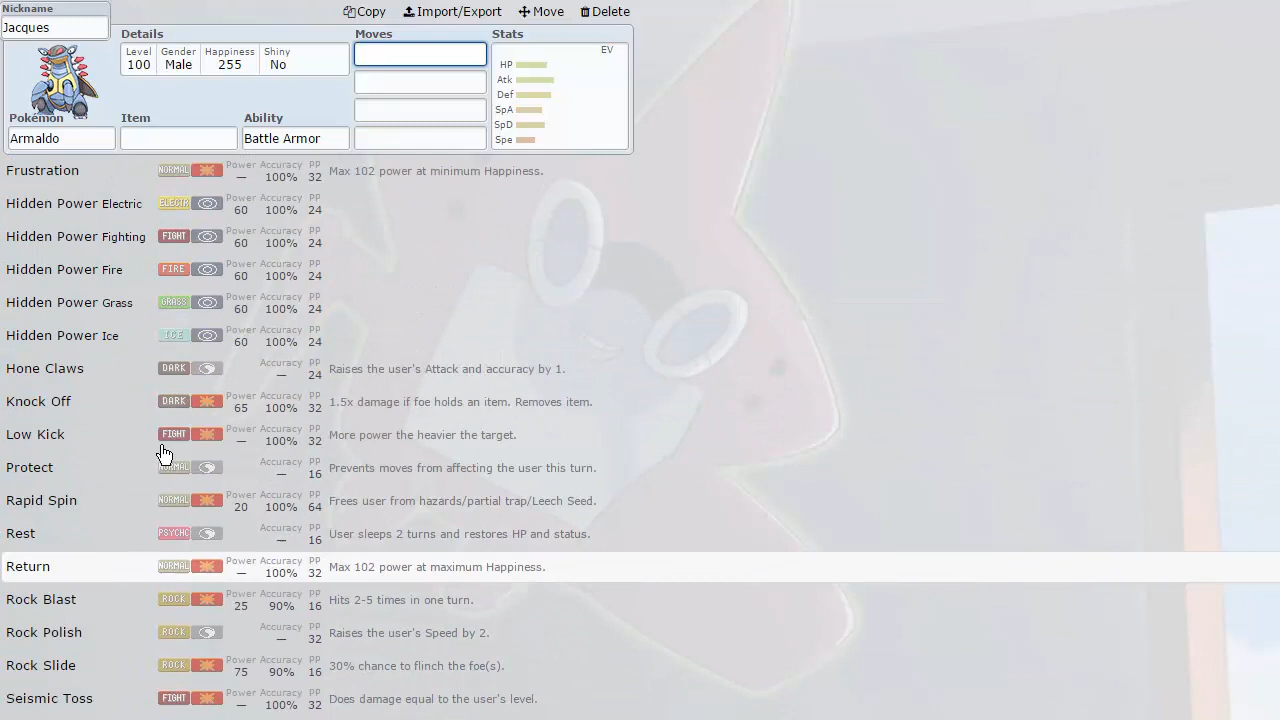 Nickname
Jacques
Copy Import/Export Move Delete
Details
Level Gender Happiness Shiny
100 Male 255 No
Moves
Stats
EV
HP
Atk
Def
SpA
SpD
Spe
Pokémon Item Ability
Armaldo Battle Armor
Frustration NORMAL Power — Accuracy 100% PP 32 Max 102 power at minimum Happiness.
Hidden Power Electric ELECTR Power 60 Accuracy 100% PP 24
Hidden Power Fighting FIGHT Power 60 Accuracy 100% PP 24
Hidden Power Fire FIRE Power 60 Accuracy 100% PP 24
Hidden Power Grass GRASS Power 60 Accuracy 100% PP 24
Hidden Power Ice ICE Power 60 Accuracy 100% PP 24
Hone Claws DARK Accuracy — PP 24 Raises the user's Attack and accuracy by 1.
Knock Off DARK Power 65 Accuracy 100% PP 32 1.5x damage if foe holds an item. Removes item.
Low Kick FIGHT Power — Accuracy 100% PP 32 More power the heavier the target.
Protect NORMAL Accuracy — PP 16 Prevents moves from affecting the user this turn.
Rapid Spin NORMAL Power 20 Accuracy 100% PP 64 Frees user from hazards/partial trap/Leech Seed.
Rest PSYCHC Accuracy — PP 16 User sleeps 2 turns and restores HP and status.
Return NORMAL Power — Accuracy 100% PP 32 Max 102 power at maximum Happiness.
Rock Blast ROCK Power 25 Accuracy 90% PP 16 Hits 2-5 times in one turn.
Rock Polish ROCK Accuracy — PP 32 Raises the user's Speed by 2.
Rock Slide ROCK Power 75 Accuracy 90% PP 16 30% chance to flinch the foe(s).
Seismic Toss FIGHT Power — Accuracy 100% PP 32 Does damage equal to the user's level.